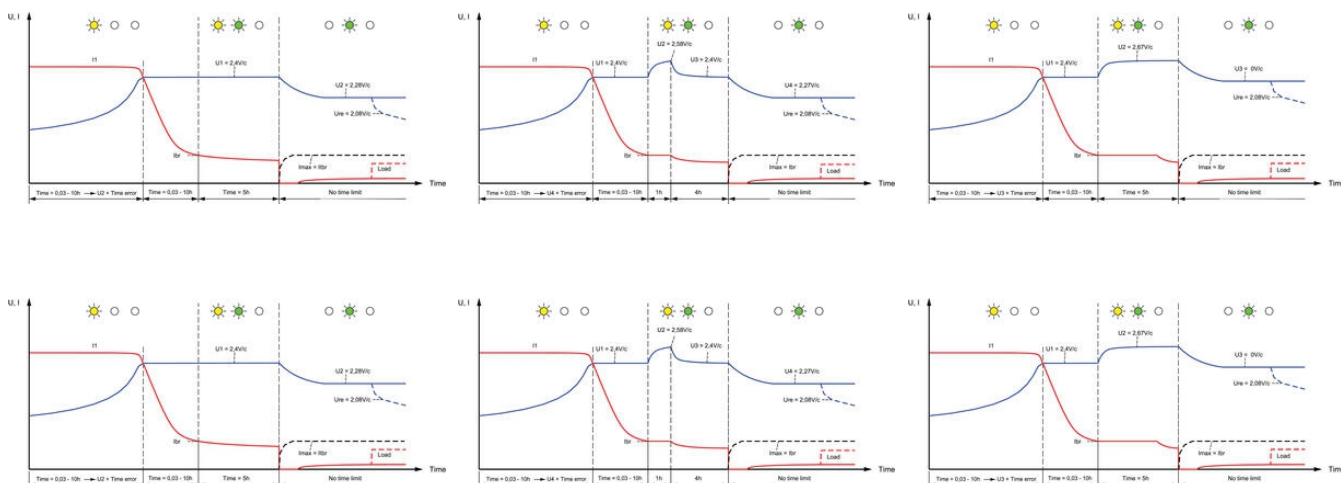 U, I
I1
U1 = 2,4V/c
U2 = 2,28V/c
Ure = 2,08V/c
Ibr
Imax = Itbr
Load
Time
Time = 0,03 - 10h → U2 + Time error
Time = 0,03 - 10h
Time = 5h
No time limit
U, I
I1
U1 = 2,4V/c
U2 = 2,58V/c
U3 = 2,4V/c
U4 = 2,27V/c
Ure = 2,08V/c
Ibr
Imax = Ibr
Load
Time
Time = 0,03 - 10h → U4 + Time error
Time = 0,03 - 10h
1h
4h
No time limit
I1
U1 = 2,4V/c
U2 = 2,67V/c
U3 = 0V/c
Ure = 2,08V/c
Ibr
Imax = Ibr
Load
Time
Time = 0,03 - 10h → U3 + Time error
Time = 0,03 - 10h
Time = 5h
No time limit
U, I
I1
U1 = 2,4V/c
U2 = 2,28V/c
Ure = 2,08V/c
Ibr
Imax = Itbr
Load
Time
Time = 0,03 - 10h → U2 + Time error
Time = 0,03 - 10h
Time = 5h
No time limit
U, I
I1
U1 = 2,4V/c
U2 = 2,58V/c
U3 = 2,4V/c
U4 = 2,27V/c
Ure = 2,08V/c
Ibr
Imax = Ibr
Load
Time
Time = 0,03 - 10h → U4 + Time error
Time = 0,03 - 10h
1h
4h
No time limit
I1
U1 = 2,4V/c
U2 = 2,67V/c
U3 = 0V/c
Ure = 2,08V/c
Ibr
Imax = Ibr
Load
Time = 0,03 - 10h → U3 + Time error
Time = 0,03 - 10h
Time = 5h
No time limit